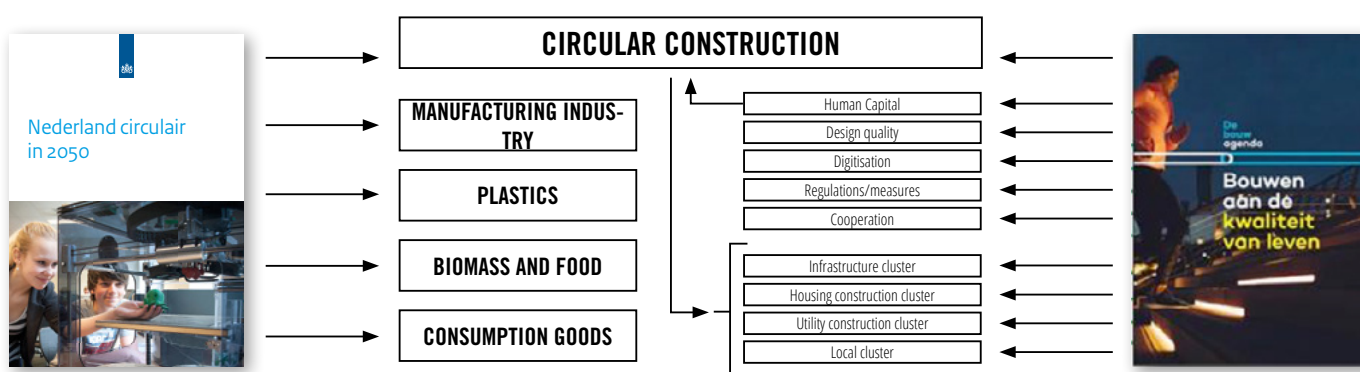 Nederland circulair
in 2050
CIRCULAR CONSTRUCTION
MANUFACTURING INDUS-
TRY
PLASTICS
BIOMASS AND FOOD
CONSUMPTION GOODS
Human Capital
Design quality
Digitisation
Regulations/measures
Cooperation
Infrastructure cluster
Housing construction cluster
Utility construction cluster
Local cluster
De
bouw
agenda
Bouwen
aan de
kwaliteit
van leven